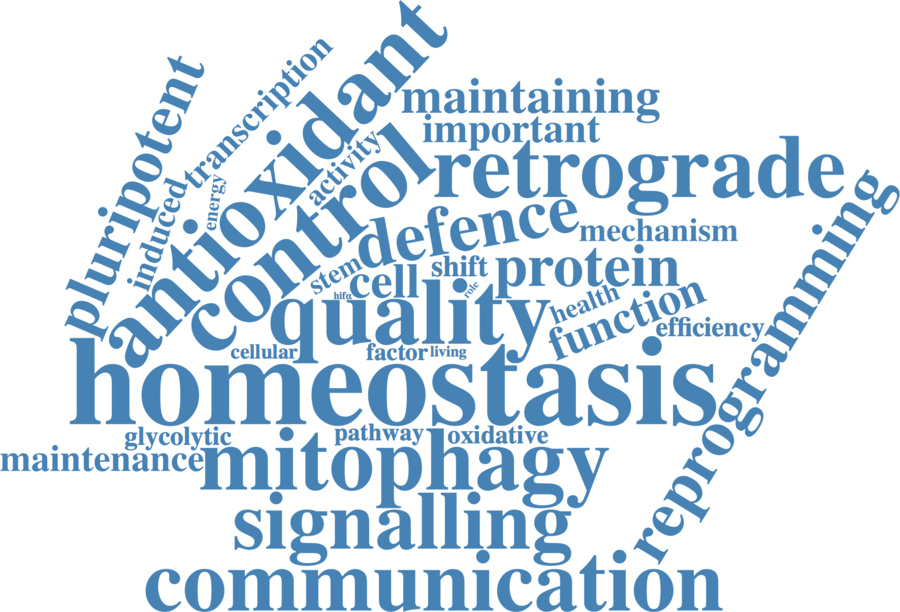 antioxidant
transcription
pluripotent
maintaining
important
activity
retrograde
control
energy
induced
defence
mechanism
reprogramming
stem
cell
shift
protein
hifα
role
quality
health
function
efficiency
cellular
factor
living
homeostasis
glycolytic
pathway
oxidative
maintenance
mitophagy
signalling
communication